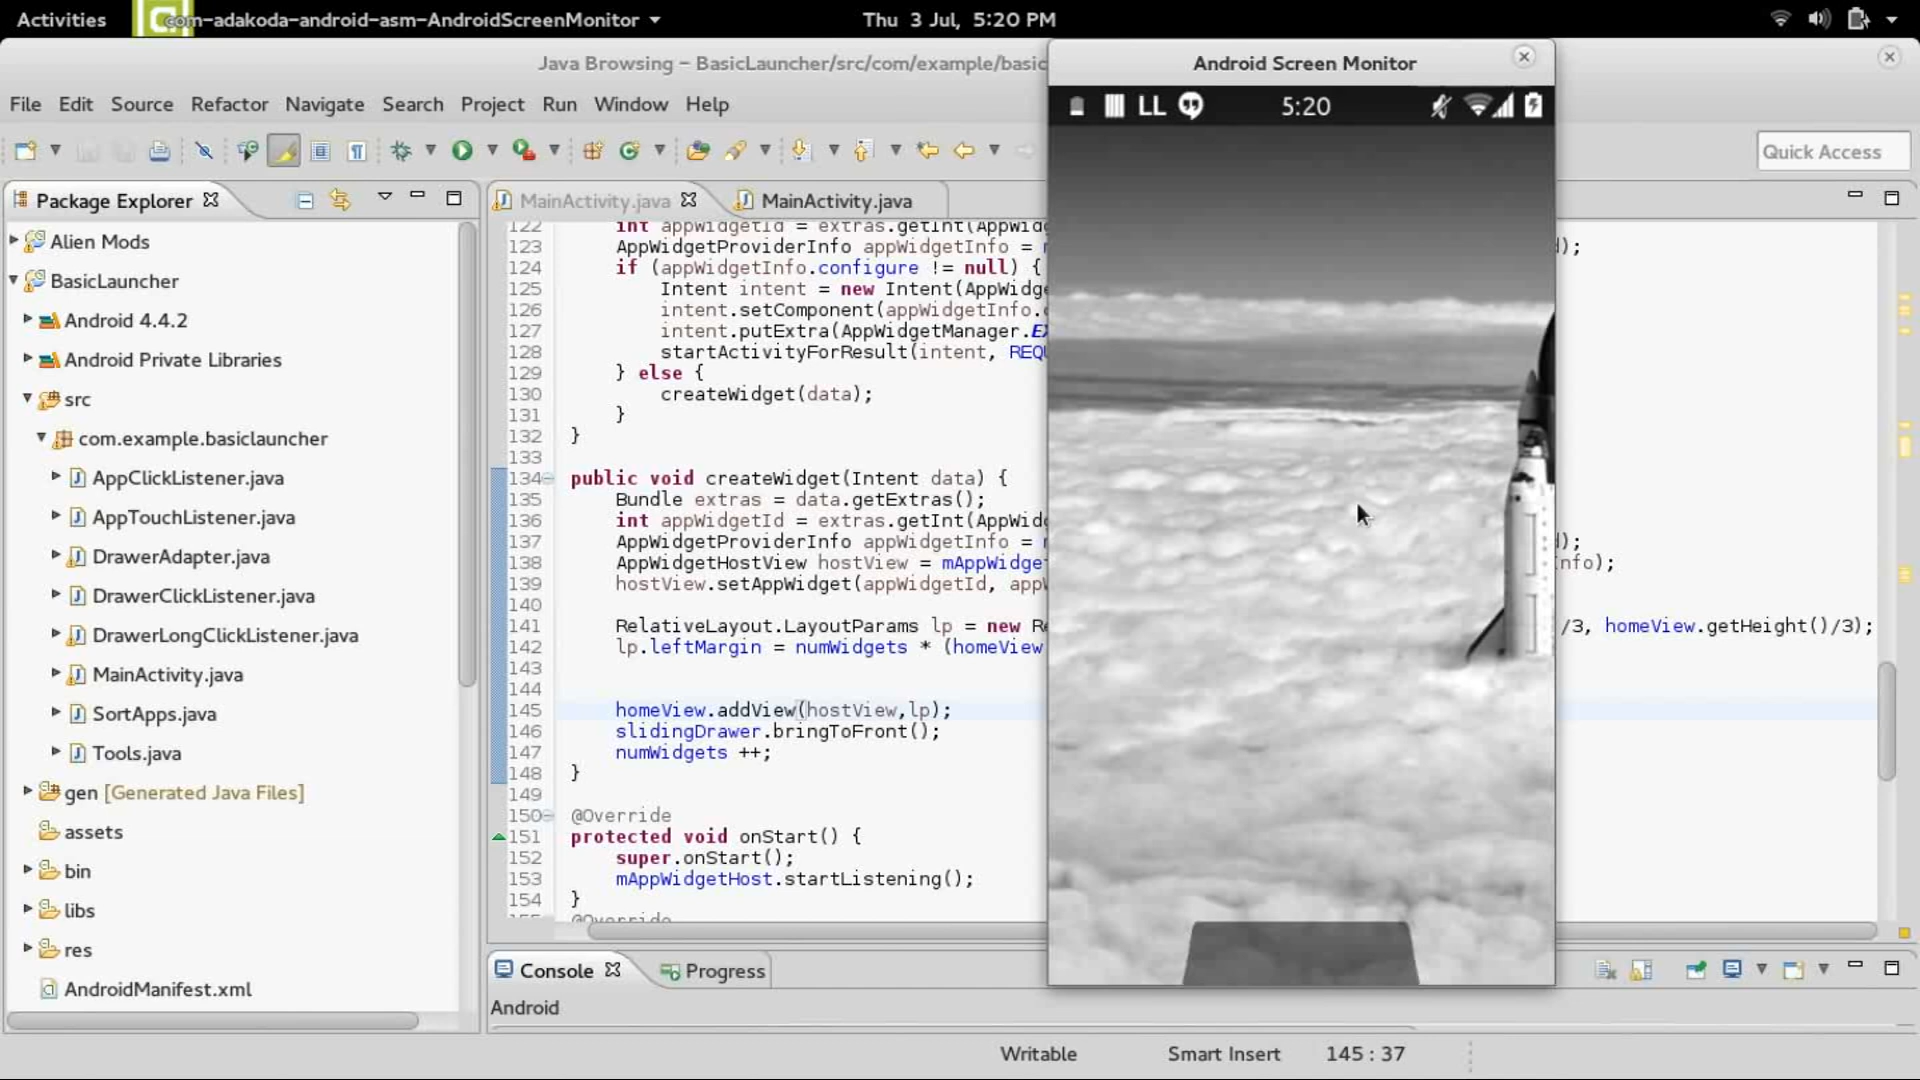 Activities
com-adakoda-android-asm-AndroidScreenMonitor
Thu 3 Jul, 5:20 PM
Java Browsing – BasicLauncher/src/com/example/basic
Android Screen Monitor
File Edit Source Refactor Navigate Search Project Run Window Help
LL 5:20
Quick Access
Package Explorer
MainActivity.java
MainActivity.java
Alien Mods
BasicLauncher
Android 4.4.2
Android Private Libraries
src
com.example.basiclauncher
AppClickListener.java
AppTouchListener.java
DrawerAdapter.java
DrawerClickListener.java
DrawerLongClickListener.java
MainActivity.java
SortApps.java
Tools.java
gen [Generated Java Files]
assets
bin
libs
res
AndroidManifest.xml
122 int appWidgetId = extras.getInt(AppWid
123 AppWidgetProviderInfo appWidgetInfo = d);
124 if (appWidgetInfo.configure != null) {
125 Intent intent = new Intent(AppWidg
126 intent.setComponent(appWidgetInfo.
127 intent.putExtra(AppWidgetManager.E
128 startActivityForResult(intent, REQ
129 } else {
130 createWidget(data);
131 }
132 }
133
134 public void createWidget(Intent data) {
135 Bundle extras = data.getExtras();
136 int appWidgetId = extras.getInt(AppWid
137 AppWidgetProviderInfo appWidgetInfo = d);
138 AppWidgetHostView hostView = mAppWidge nfo);
139 hostView.setAppWidget(appWidgetId, app
140
141 RelativeLayout.LayoutParams lp = new Re /3, homeView.getHeight()/3);
142 lp.leftMargin = numWidgets * (homeView
143
144
145 homeView.addView(hostView,lp);
146 slidingDrawer.bringToFront();
147 numWidgets ++;
148 }
149
150 @Override
151 protected void onStart() {
152 super.onStart();
153 mAppWidgetHost.startListening();
154 }
@Override
Console
Progress
Android
Writable
Smart Insert
145 : 37